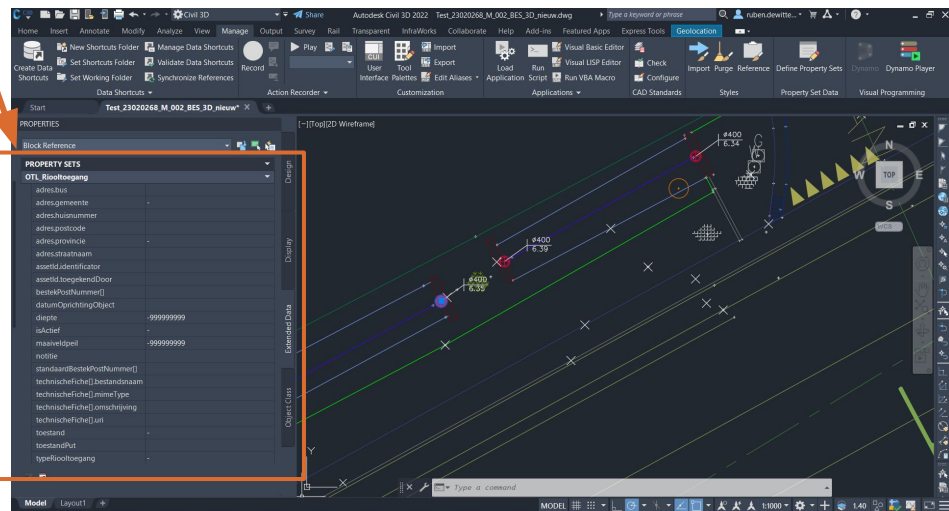 Civil 3D
Share
Autodesk Civil 3D 2022 Test_23020268_M_002_BES_3D_nieuw.dwg
Type a keyword or phrase
ruben.dewitte...
Home Insert Annotate Modify Analyze View Manage Output Survey Rail Transparent InfraWorks Collaborate Help Add-ins Featured Apps Express Tools Geolocation
Create Data Shortcuts
New Shortcuts Folder
Set Shortcuts Folder
Set Working Folder
Manage Data Shortcuts
Validate Data Shortcuts
Synchronize References
Record
Play
CUI
User Interface
Tool Palettes
Import
Export
Edit Aliases
Load Application
Run Script
Visual Basic Editor
Visual LISP Editor
Run VBA Macro
Check
Configure
Import Purge Reference
Define Property Sets
Dynamo
Dynamo Player
Data Shortcuts
Action Recorder
Customization
Applications
CAD Standards
Styles
Property Set Data
Visual Programming
Start
Test_23020268_M_002_BES_3D_nieuw*
PROPERTIES
[-][Top][2D Wireframe]
Block Reference
PROPERTY SETS
OTL_Riooltoegang
adres.bus
adres.gemeente -
adres.huisnummer
adres.postcode
adres.provincie -
adres.straatnaam
assetId.identificator
assetId.toegekendDoor
bestekPostNummer[]
datumOprichtingObject
diepte -999999999
isActief -
maaiveldpeil -999999999
notitie
standaardBestekPostNummer[]
technischeFiche[].bestandsnaam
technischeFiche[].mimeType
technischeFiche[].omschrijving
technischeFiche[].uri
toestand -
toestandPut
typeRiooltoegang -
Design
Display
Extended Data
Object Class
ø400
6.34
ø400
6.39
ø400
6.35
N
W TOP E
S
WCS
Y
X
Type a command
Model Layout1 +
MODEL
1:1000
1.40